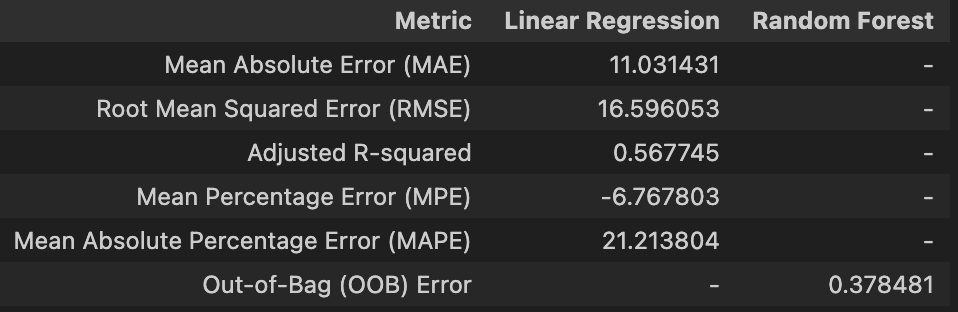 Metric Linear Regression Random Forest
Mean Absolute Error (MAE) 11.031431 -
Root Mean Squared Error (RMSE) 16.596053 -
Adjusted R-squared 0.567745 -
Mean Percentage Error (MPE) -6.767803 -
Mean Absolute Percentage Error (MAPE) 21.213804 -
Out-of-Bag (OOB) Error - 0.378481